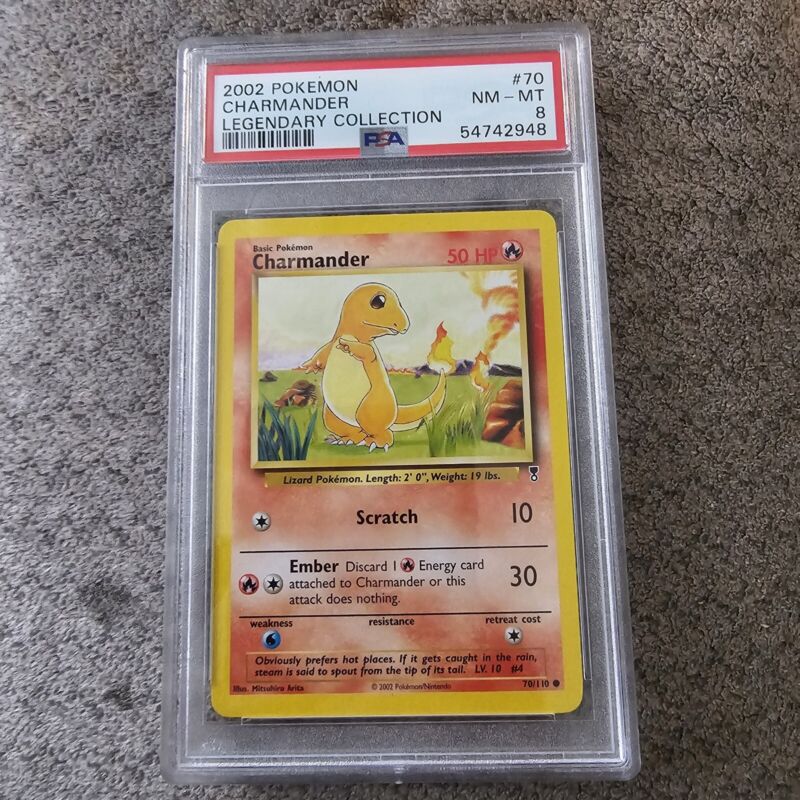 2002 POKEMON #70
CHARMANDER NM - MT
LEGENDARY COLLECTION 8
PSA 54742948
Basic Pokémon
Charmander 50 HP
Lizard Pokémon. Length: 2' 0", Weight: 19 lbs.
Scratch 10
Ember Discard 1 Energy card
attached to Charmander or this
attack does nothing.
30
weakness resistance retreat cost
Obviously prefers hot places. If it gets caught in the rain,
steam is said to spout from the tip of its tail. LV. 10 #4
Illus. Mitsuhiro Arita © 2002 Pokémon/Nintendo 70/110